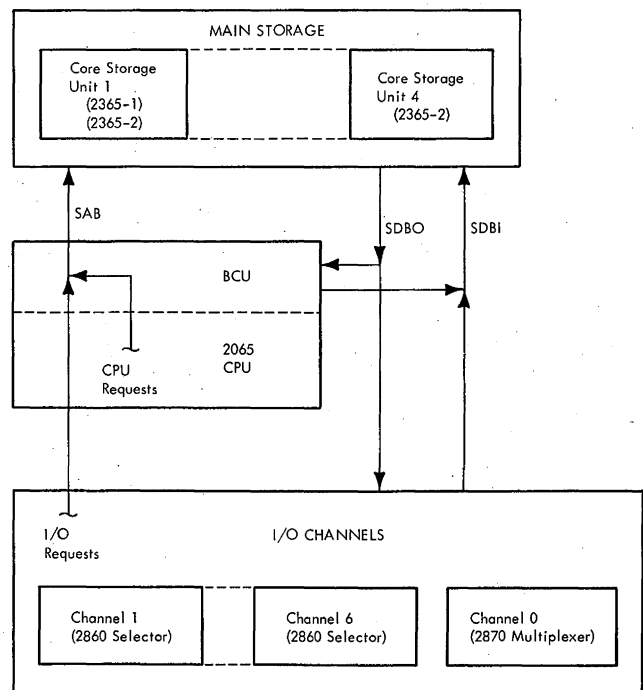 MAIN STORAGE
Core Storage
Unit 1
(2365-1)
(2365-2)
Core Storage
Unit 4
(2365-2)
SAB
SDBO
SDBI
BCU
2065
CPU
CPU
Requests
I/O
Requests
I/O CHANNELS
Channel 1
(2860 Selector)
Channel 6
(2860 Selector)
Channel 0
(2870 Multiplexer)